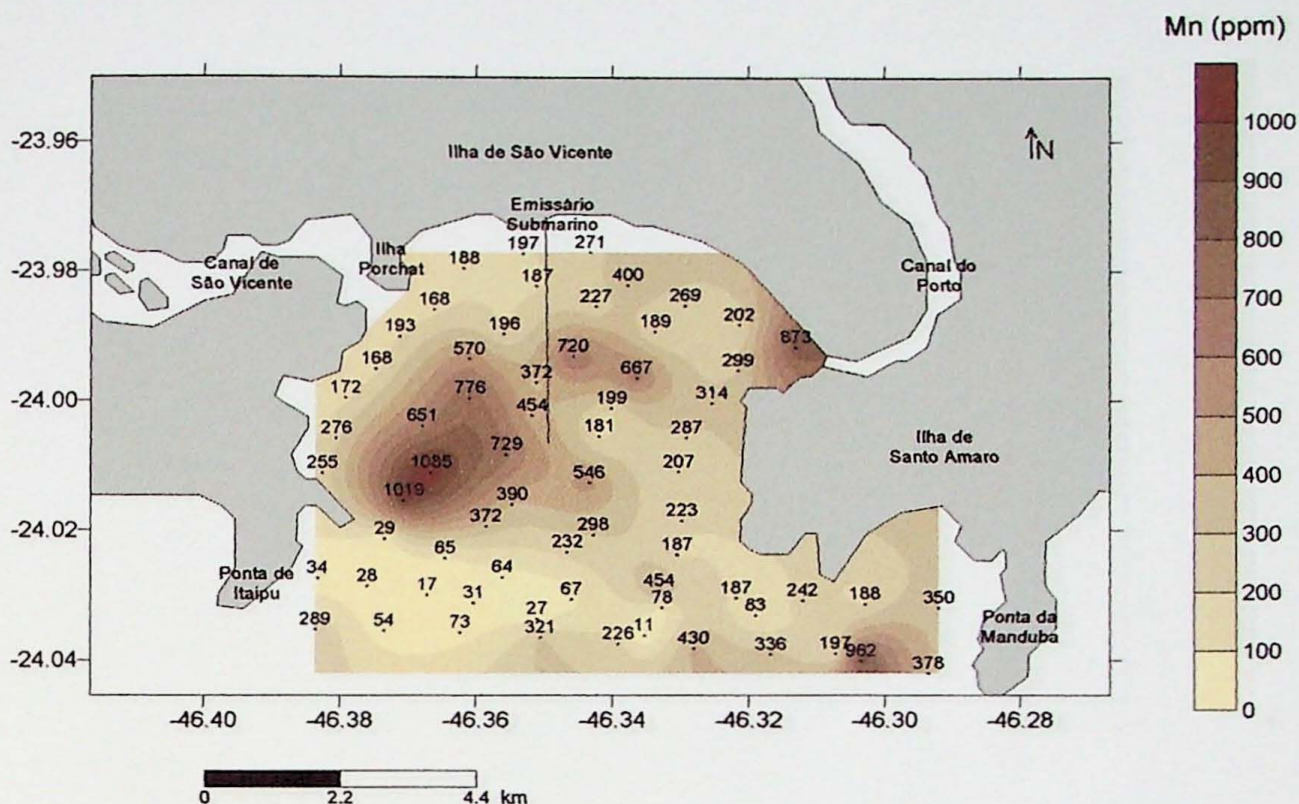 Mn (ppm)
1000
900
800
700
600
500
400
300
200
100
0
-23.96
-23.98
-24.00
-24.02
-24.04
N
Ilha de São Vicente
Emissário
Submarino
Ilha
Porchat
Canal de
São Vicente
Canal do
Porto
Ilha de
Santo Amaro
Ponta de
Itaipu
Ponta da
Manduba
197 271
188 187 400
168 227 269
193 196 189 202
873
168 570 720 299
372 667
172 776 199 314
651 454
276 729 181 287
255 1085 546 207
1019 390
372 223
29 298
65 232 187
34 28 64 454
17 31 67 78 187 242 188 350
27 83
289 54 73 321 226 11 430 336 197 962
378
-46.40 -46.38 -46.36 -46.34 -46.32 -46.30 -46.28
0 2.2 4.4 km